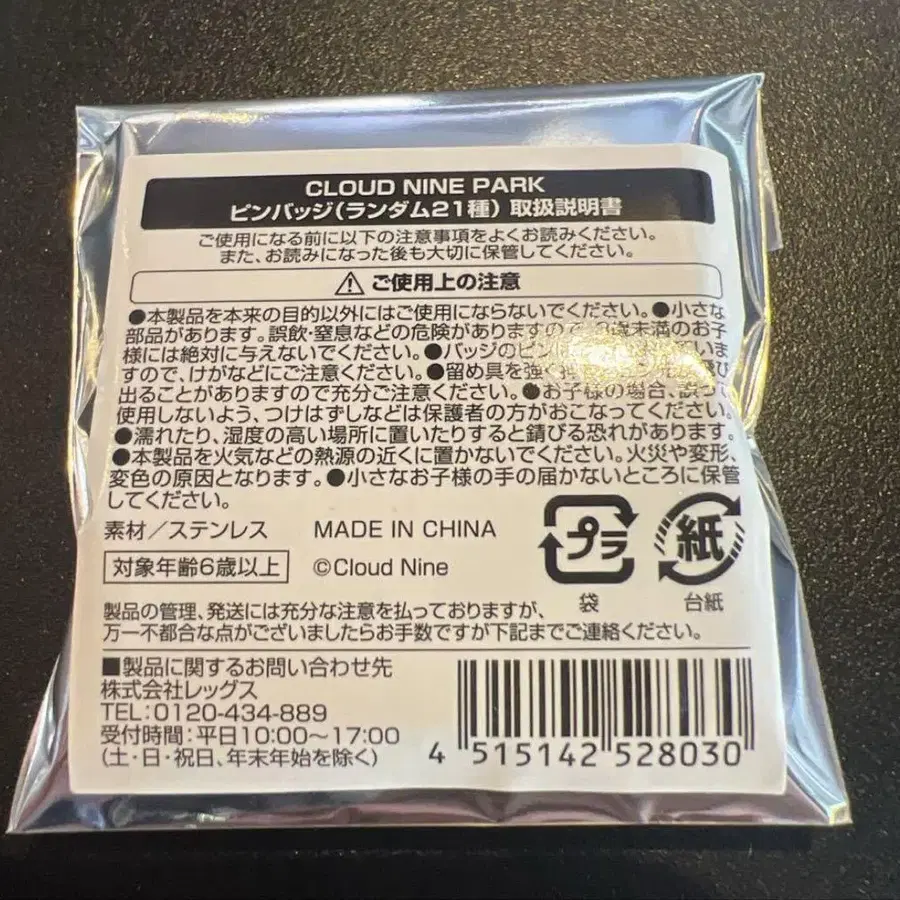 CLOUD NINE PARK
ピンバッジ(ランダム21種) 取扱説明書
ご使用になる前に以下の注意事項をよくお読みください。
また、お読みになった後も大切に保管してください。
ご使用上の注意
●本製品を本来の目的以外にはご使用にならないでください。●小さな
部品があります。誤飲・窒息などの危険がありますので、3歳未満のお子
様には絶対に与えないでください。●バッジのピンは
すので、けがなどにご注意ください。●留め具を強く
出ることがありますので充分ご注意ください。●お子様の場合、誤って
使用しないよう、つけはずしなどは保護者の方がおこなってください。
●濡れたり、湿度の高い場所に置いたりすると錆びる恐れがあります。
●本製品を火気などの熱源の近くに置かないでください。火災や変形、
変色の原因となります。●小さなお子様の手の届かないところに保管
してください。
素材/ステンレス MADE IN CHINA
対象年齢6歳以上 ©Cloud Nine
プラ 紙
袋 台紙
製品の管理、発送には充分な注意を払っておりますが、
万一不都合な点がございましたらお手数ですが下記までご連絡ください。
■製品に関するお問い合わせ先
株式会社レッグス
TEL:0120-434-889
受付時間:平日10:00～17:00
(土・日・祝日、年末年始を除く)
4 515142 528030